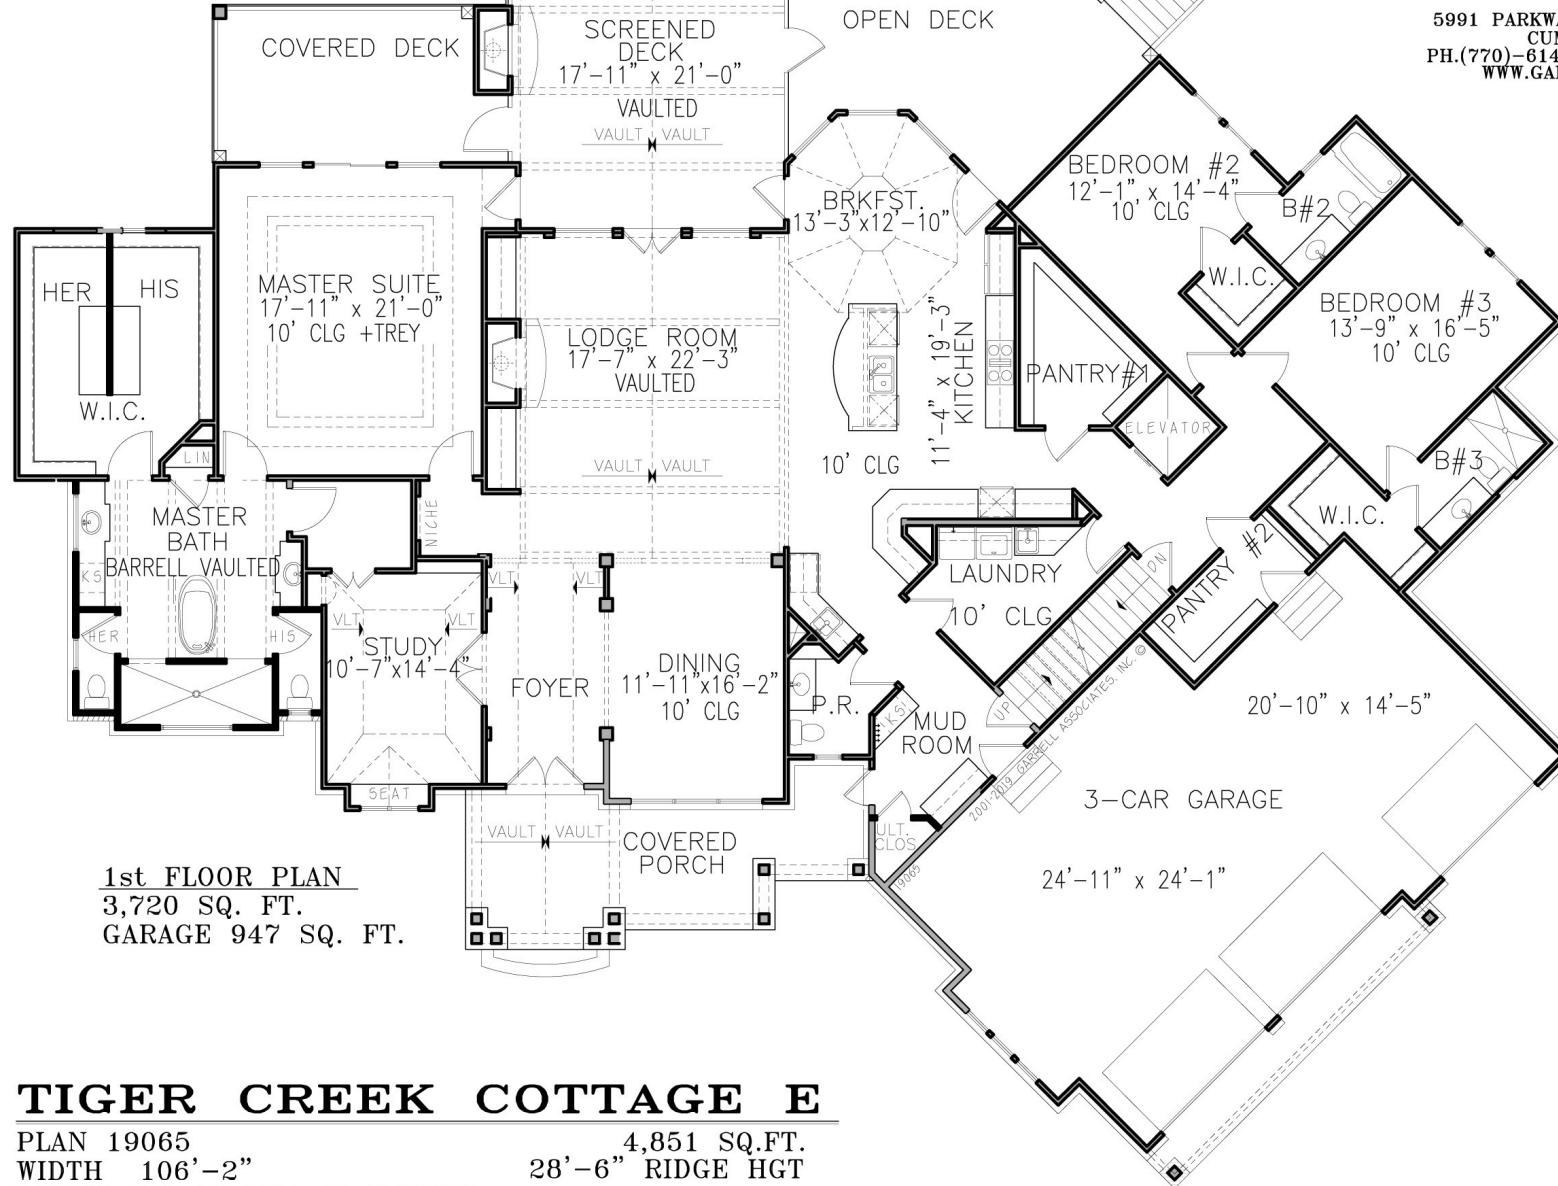 5991 PARKWA
CUM
PH.(770)-614
WWW.GAR
COVERED DECK
SCREENED
DECK
17'-11" x 21'-0"
VAULTED
VAULT VAULT
OPEN DECK
BEDROOM #2
12'-1" x 14'-4"
10' CLG
B#2
W.I.C.
BRKFST.
13'-3"x12'-10"
HER
HIS
W.I.C.
MASTER SUITE
17'-11" x 21'-0"
10' CLG +TREY
LODGE ROOM
17'-7" x 22'-3"
VAULTED
VAULT VAULT
11'-4" x 19'-3"
KITCHEN
10' CLG
PANTRY#1
ELEVATOR
BEDROOM #3
13'-9" x 16'-5"
10' CLG
B#3
W.I.C.
LIN
MASTER
BATH
BARRELL VAULTED
KS
HER
HIS
NICHE
VLT
VLT
VLT
VLT
STUDY
10'-7"x14'-4"
SEAT
FOYER
DINING
11'-11"x16'-2"
10' CLG
LAUNDRY
10' CLG
DN
UP
PANTRY #2
P.R.
KS
MUD
ROOM
ULT.
CLOS.
2001-2019 GARRELL ASSOCIATES, INC. ©
19065
20'-10" x 14'-5"
3-CAR GARAGE
24'-11" x 24'-1"
VAULT VAULT
COVERED
PORCH
1st FLOOR PLAN
3,720 SQ. FT.
GARAGE 947 SQ. FT.
TIGER CREEK COTTAGE E
PLAN 19065 4,851 SQ.FT.
WIDTH 106'-2" 28'-6" RIDGE HGT